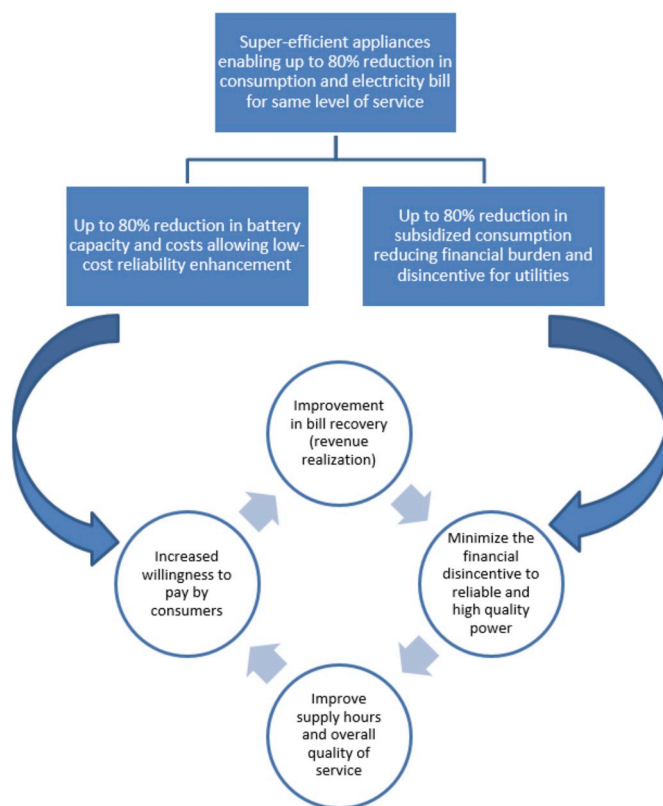 Super-efficient appliances
enabling up to 80% reduction in
consumption and electricity bill
for same level of service
Up to 80% reduction in battery
capacity and costs allowing low-
cost reliability enhancement
Up to 80% reduction in
subsidized consumption
reducing financial burden and
disincentive for utilities
Improvement
in bill recovery
(revenue
realization)
Increased
willingness to
pay by
consumers
Minimize the
financial
disincentive to
reliable and
high quality
power
Improve
supply hours
and overall
quality of
service